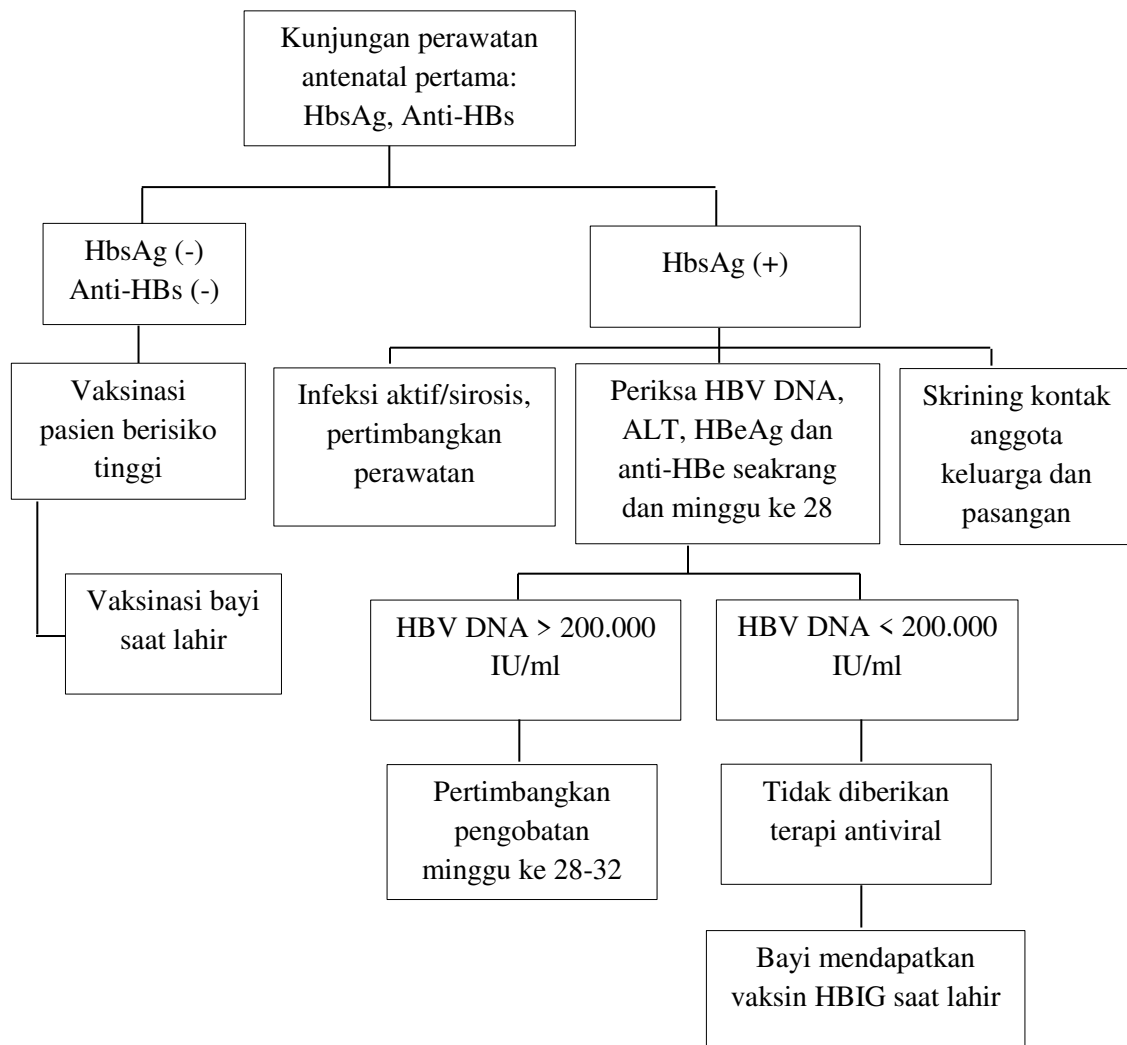 Kunjungan perawatan
antenatal pertama:
HbsAg, Anti-HBs
HbsAg (-)
Anti-HBs (-)
HbsAg (+)
Vaksinasi
pasien berisiko
tinggi
Infeksi aktif/sirosis,
pertimbangkan
perawatan
Periksa HBV DNA,
ALT, HBeAg dan
anti-HBe seakrang
dan minggu ke 28
Skrining kontak
anggota
keluarga dan
pasangan
Vaksinasi bayi
saat lahir
HBV DNA > 200.000
IU/ml
HBV DNA < 200.000
IU/ml
Pertimbangkan
pengobatan
minggu ke 28-32
Tidak diberikan
terapi antiviral
Bayi mendapatkan
vaksin HBIG saat lahir